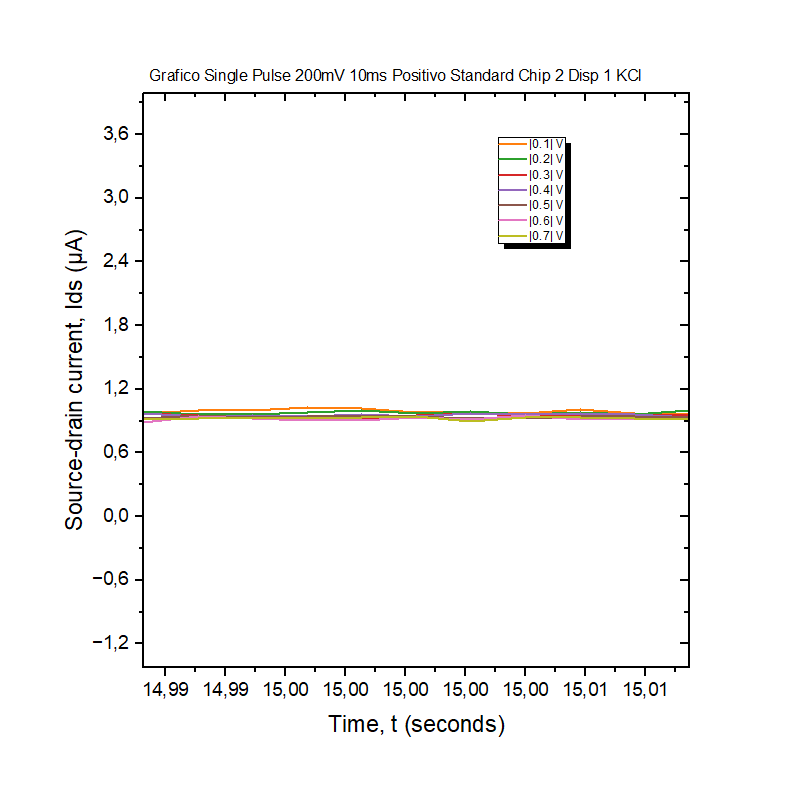 Grafico Single Pulse 200mV 10ms Positivo Standard Chip 2 Disp 1 KCl
|0.1| V
|0.2| V
|0.3| V
|0.4| V
|0.5| V
|0.6| V
|0.7| V
Source-drain current, Ids (µA)
3,6
3,0
2,4
1,8
1,2
0,6
0,0
−0,6
−1,2
14,99 14,99 15,00 15,00 15,00 15,00 15,00 15,01 15,01
Time, t (seconds)